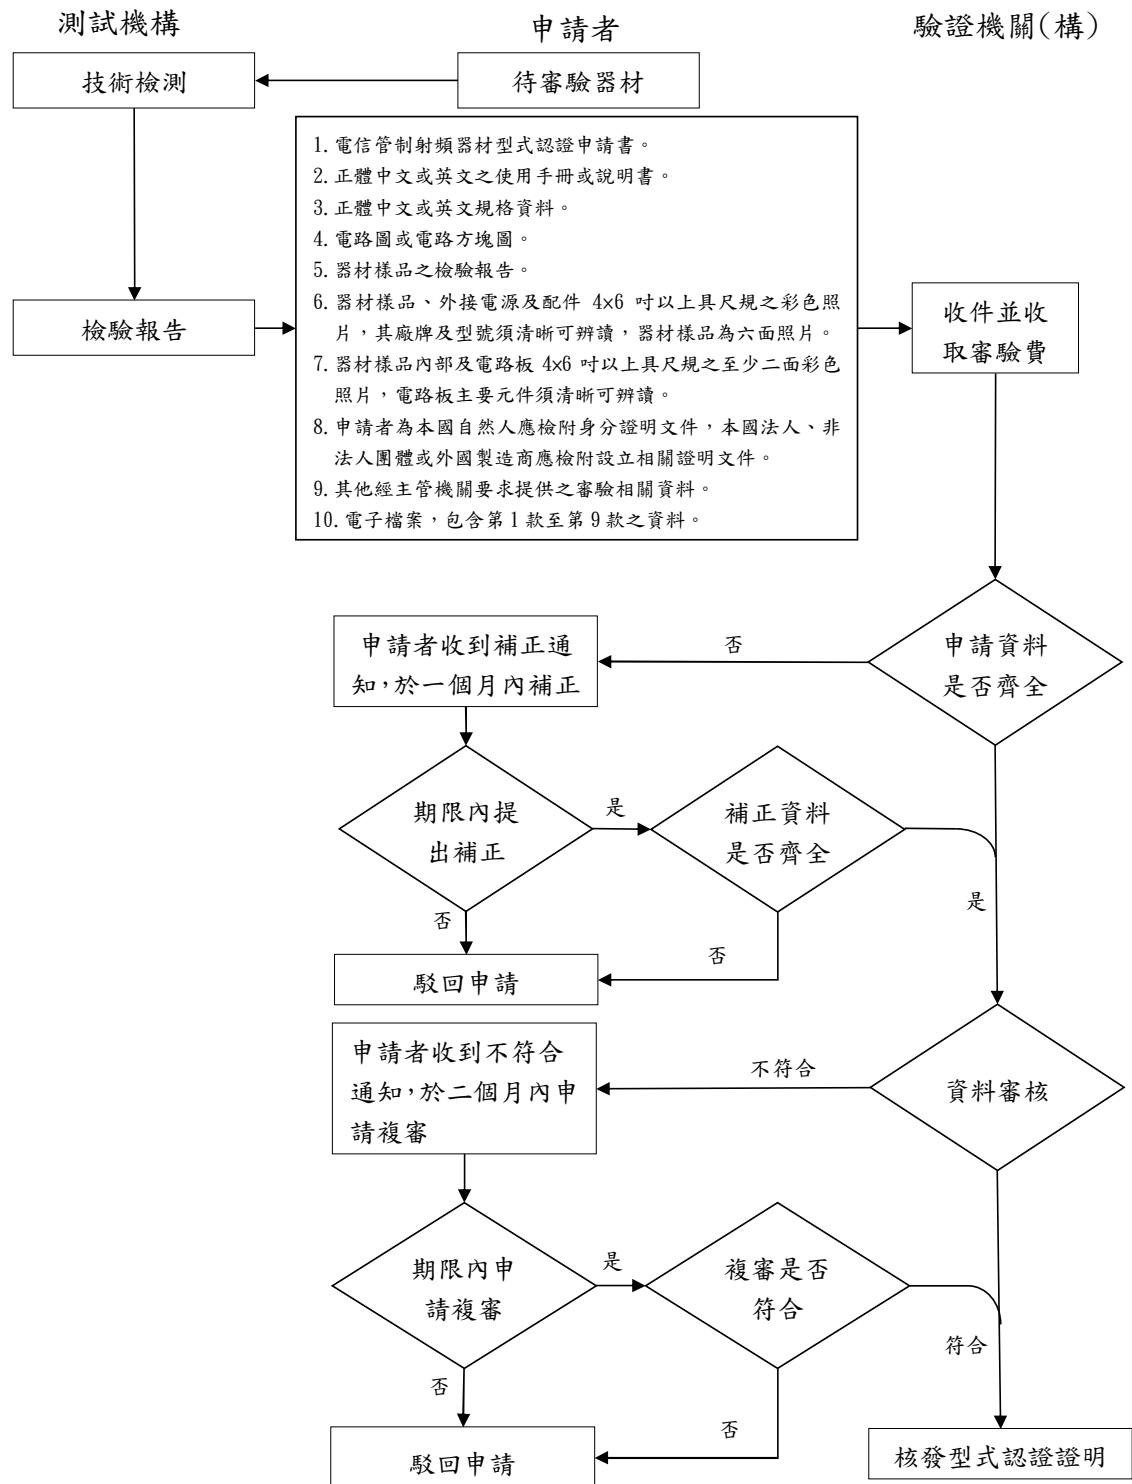 測試機構
申請者
驗證機關(構)
技術檢測
待審驗器材
1. 電信管制射頻器材型式認證申請書。
2. 正體中文或英文之使用手冊或說明書。
3. 正體中文或英文規格資料。
4. 電路圖或電路方塊圖。
5. 器材樣品之檢驗報告。
6. 器材樣品、外接電源及配件 4×6 吋以上具尺規之彩色照
片，其廠牌及型號須清晰可辨讀，器材樣品為六面照片。
7. 器材樣品內部及電路板 4×6 吋以上具尺規之至少二面彩色
照片，電路板主要元件須清晰可辨讀。
8. 申請者為本國自然人應檢附身分證明文件，本國法人、非
法人團體或外國製造商應檢附設立相關證明文件。
9. 其他經主管機關要求提供之審驗相關資料。
10. 電子檔案，包含第 1 款至第 9 款之資料。
檢驗報告
收件並收
取審驗費
申請資料
是否齊全
否
申請者收到補正通
知，於一個月內補正
期限內提
出補正
是
補正資料
是否齊全
是
否
否
駁回申請
申請者收到不符合
通知，於二個月內申
請複審
不符合
資料審核
期限內申
請複審
是
複審是否
符合
符合
否
否
駁回申請
核發型式認證證明